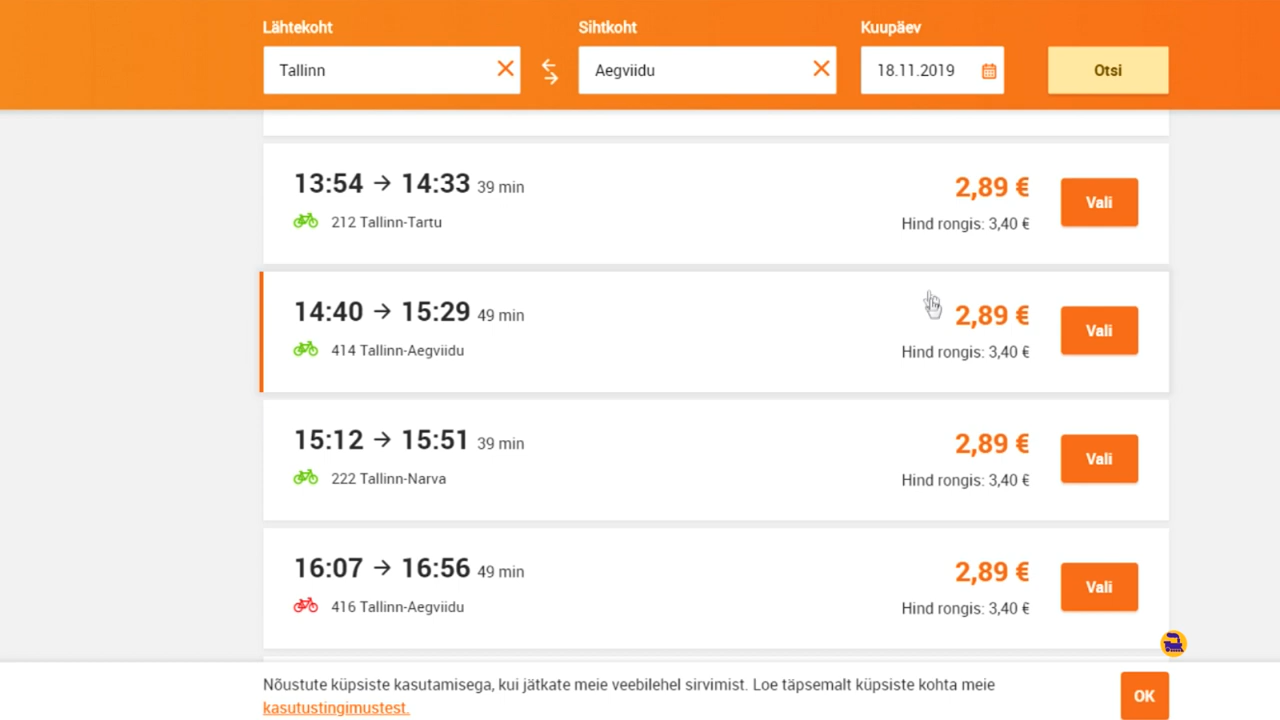 Lähtekoht Sihtkoht Kuupäev
Tallinn Aegviidu 18.11.2019 Otsi
13:54 → 14:33 39 min 2,89 € Vali
212 Tallinn-Tartu Hind rongis: 3,40 €
14:40 → 15:29 49 min 2,89 € Vali
414 Tallinn-Aegviidu Hind rongis: 3,40 €
15:12 → 15:51 39 min 2,89 € Vali
222 Tallinn-Narva Hind rongis: 3,40 €
16:07 → 16:56 49 min 2,89 € Vali
416 Tallinn-Aegviidu Hind rongis: 3,40 €
Nõustute küpsiste kasutamisega, kui jätkate meie veebilehel sirvimist. Loe täpsemalt küpsiste kohta meie
kasutustingimustest. OK